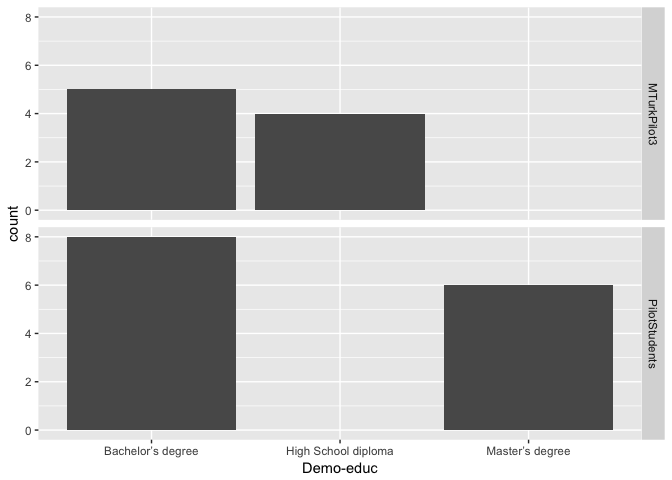 8
6
4
2
0
MTurkPilot3
count
8
6
4
2
0
PilotStudents
Bachelor’s degree High School diploma Master’s degree
Demo-educ